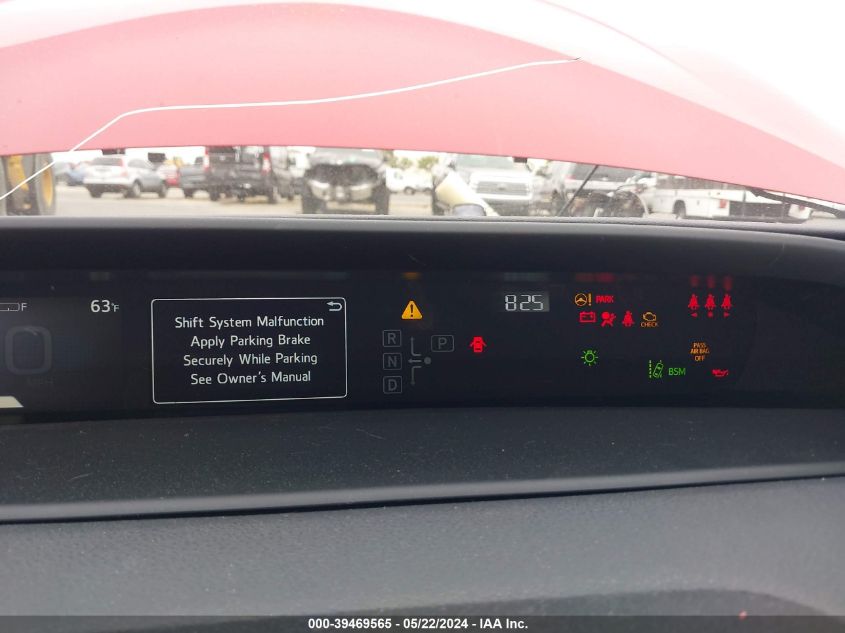 F
63°F
Shift System Malfunction
Apply Parking Brake
Securely While Parking
See Owner's Manual
R
N
D
P
825
PARK
CHECK
PASS
AIR BAG
OFF
BSM
000-39469565 - 05/22/2024 - IAA Inc.